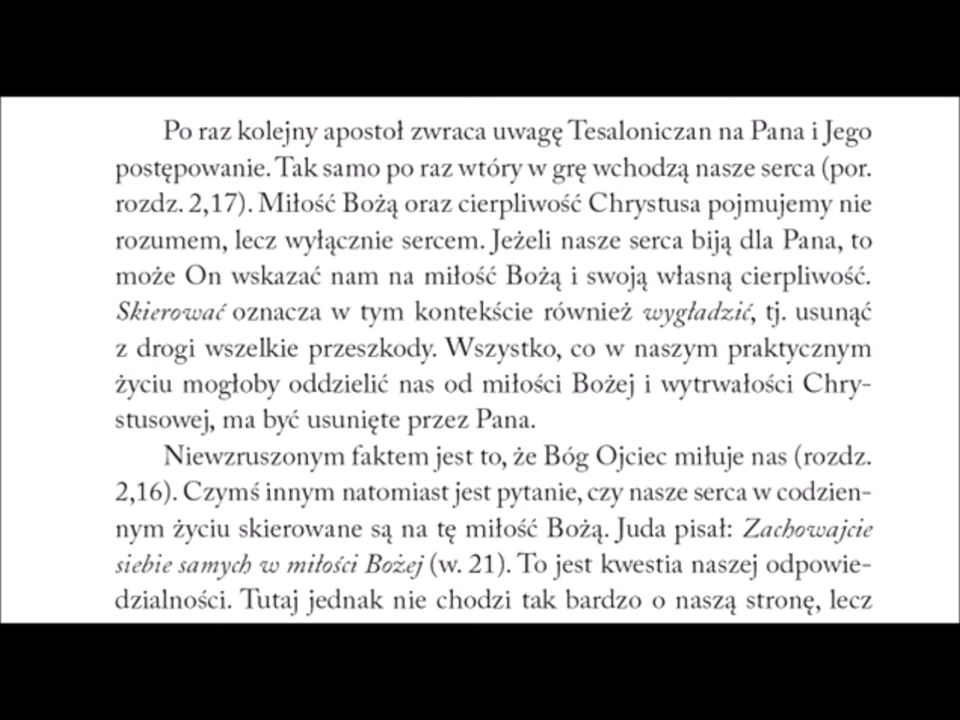 Po raz kolejny apostoł zwraca uwagę Tesaloniczan na Pana i Jego
postępowanie. Tak samo po raz wtóry w grę wchodzą nasze serca (por.
rozdz. 2,17). Miłość Bożą oraz cierpliwość Chrystusa pojmujemy nie
rozumem, lecz wyłącznie sercem. Jeżeli nasze serca biją dla Pana, to
może On wskazać nam na miłość Bożą i swoją własną cierpliwość.
Skierować oznacza w tym kontekście również wygładzić, tj. usunąć
z drogi wszelkie przeszkody. Wszystko, co w naszym praktycznym
życiu mogłoby oddzielić nas od miłości Bożej i wytrwałości Chry-
stusowej, ma być usunięte przez Pana.
Niewzruszonym faktem jest to, że Bóg Ojciec miłuje nas (rozdz.
2,16). Czymś innym natomiast jest pytanie, czy nasze serca w codzien-
nym życiu skierowane są na tę miłość Bożą. Juda pisał: Zachowajcie
siebie samych w miłości Bożej (w. 21). To jest kwestia naszej odpowie-
dzialności. Tutaj jednak nie chodzi tak bardzo o naszą stronę, lecz